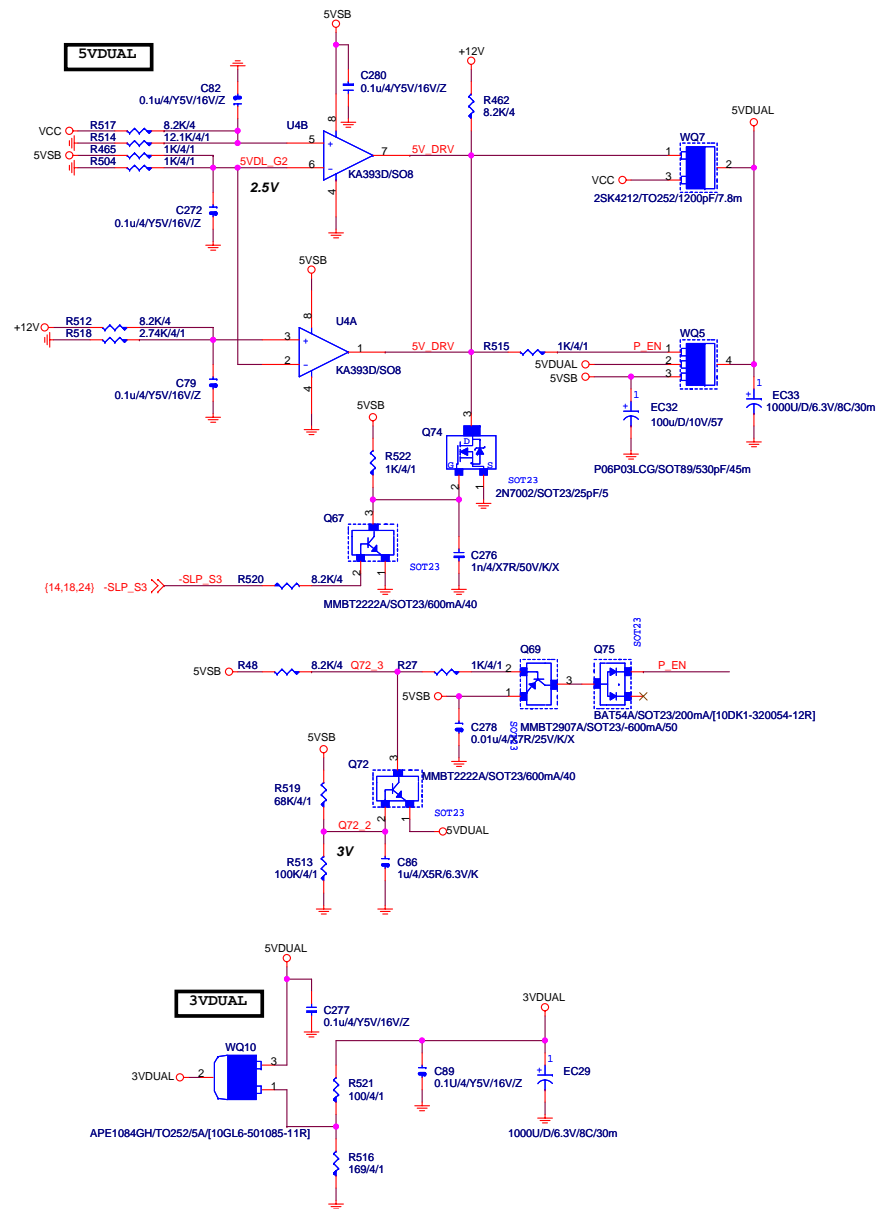 5VDUAL
5VSB
C82
0.1u/4/Y5V/16V/Z
C280
0.1u/4/Y5V/16V/Z
+12V
R462
8.2K/4
5VDUAL
VCC
R517
8.2K/4
R514
12.1K/4/1
5VSB
R465
1K/4/1
R504
1K/4/1
5VDL_G2
2.5V
U4B
8
5
+
6
-
7
4
KA393D/SO8
5V_DRV
C272
0.1u/4/Y5V/16V/Z
WQ7
1
2
VCC
3
2SK4212/TO252/1200pF/7.8m
5VSB
+12V
R512
8.2K/4
R518
2.74K/4/1
U4A
8
3
+
2
-
1
4
KA393D/SO8
5V_DRV
R515
1K/4/1
P_EN
WQ5
1
5VDUAL
2
5VSB
3
4
C79
0.1u/4/Y5V/16V/Z
1
+
EC32
100u/D/10V/57
1
+
EC33
1000U/D/6.3V/8C/30m
P06P03LCG/SOT89/530pF/45m
5VSB
R522
1K/4/1
Q74
3
D
G
S
2
1
SOT23
2N7002/SOT23/25pF/5
Q67
3
2
1
SOT23
C276
1n/4/X7R/50V/K/X
{14,18,24}
-SLP_S3
-SLP_S3
R520
8.2K/4
MMBT2222A/SOT23/600mA/40
5VSB
R48
8.2K/4
Q72_3
R27
1K/4/1
Q69
2
1
3
Q75
SOT23
P_EN
5VSB
BAT54A/SOT23/200mA/[10DK1-320054-12R]
MMBT2907A/SOT23/-600mA/50
SOT23
C278
0.01u/4/X7R/25V/K/X
5VSB
R519
68K/4/1
Q72
3
MMBT2222A/SOT23/600mA/40
2
1
SOT23
5VDUAL
Q72_2
3V
R513
100K/4/1
C86
1u/4/X5R/6.3V/K
3VDUAL
5VDUAL
C277
0.1u/4/Y5V/16V/Z
WQ10
3VDUAL
2
3
1
APE1084GH/TO252/5A/[10GL6-501085-11R]
3VDUAL
R521
100/4/1
C89
0.1U/4/Y5V/16V/Z
1
+
EC29
1000U/D/6.3V/8C/30m
R516
169/4/1